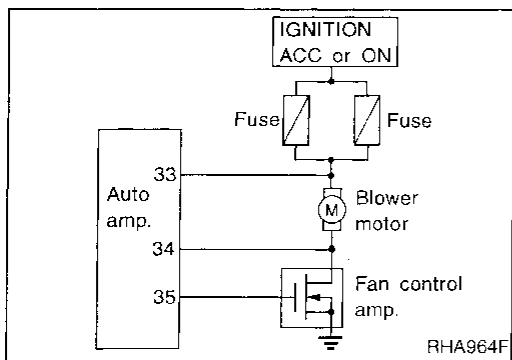 IGNITION
ACC or ON
Fuse
Fuse
33
Auto
amp.
Blower
motor
M
34
35
Fan control
amp.
RHA964F